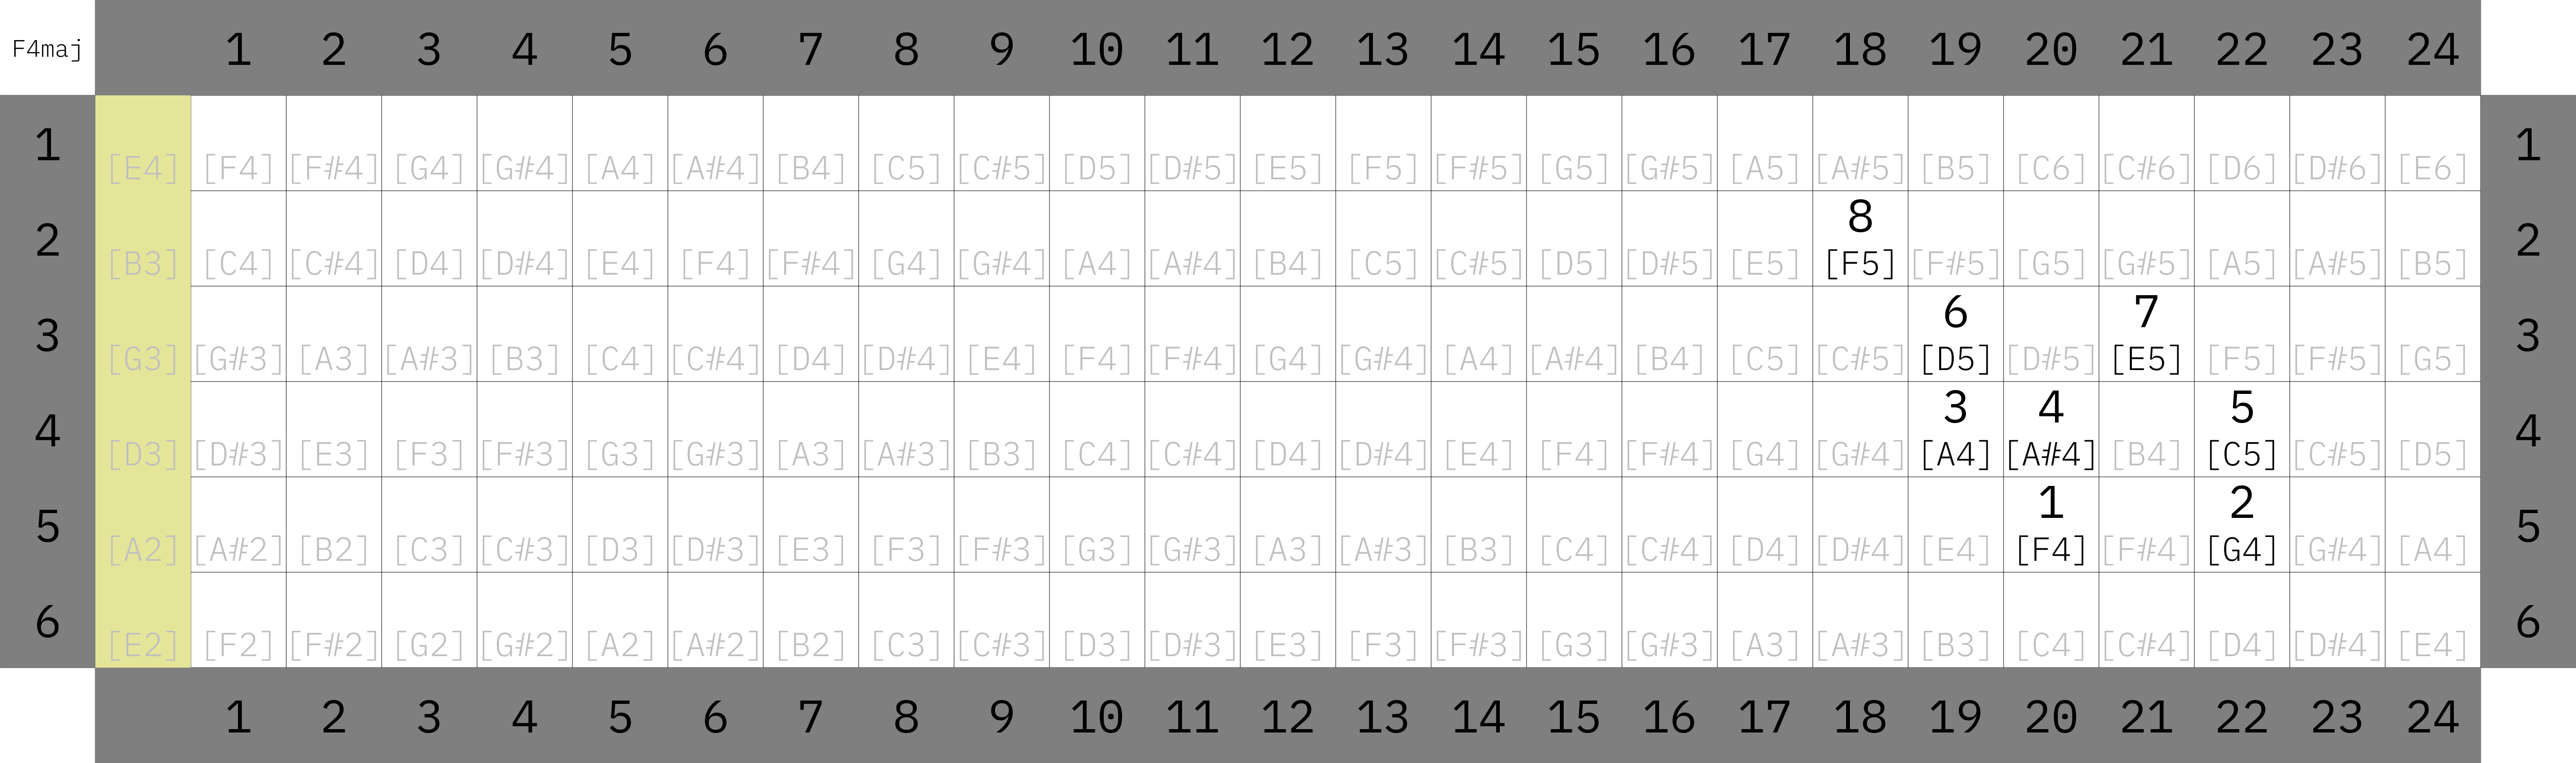 F4maj 1 2 3 4 5 6 7 8 9 10 11 12 13 14 15 16 17 18 19 20 21 22 23 24
1 [E4] [F4] [F#4] [G4] [G#4] [A4] [A#4] [B4] [C5] [C#5] [D5] [D#5] [E5] [F5] [F#5] [G5] [G#5] [A5] [A#5] [B5] [C6] [C#6] [D6] [D#6] [E6] 1
8
2 [B3] [C4] [C#4] [D4] [D#4] [E4] [F4] [F#4] [G4] [G#4] [A4] [A#4] [B4] [C5] [C#5] [D5] [D#5] [E5] [F5] [F#5] [G5] [G#5] [A5] [A#5] [B5] 2
6 7
3 [G3] [G#3] [A3] [A#3] [B3] [C4] [C#4] [D4] [D#4] [E4] [F4] [F#4] [G4] [G#4] [A4] [A#4] [B4] [C5] [C#5] [D5] [D#5] [E5] [F5] [F#5] [G5] 3
3 4 5
4 [D3] [D#3] [E3] [F3] [F#3] [G3] [G#3] [A3] [A#3] [B3] [C4] [C#4] [D4] [D#4] [E4] [F4] [F#4] [G4] [G#4] [A4] [A#4] [B4] [C5] [C#5] [D5] 4
1 2
5 [A2] [A#2] [B2] [C3] [C#3] [D3] [D#3] [E3] [F3] [F#3] [G3] [G#3] [A3] [A#3] [B3] [C4] [C#4] [D4] [D#4] [E4] [F4] [F#4] [G4] [G#4] [A4] 5
6 [E2] [F2] [F#2] [G2] [G#2] [A2] [A#2] [B2] [C3] [C#3] [D3] [D#3] [E3] [F3] [F#3] [G3] [G#3] [A3] [A#3] [B3] [C4] [C#4] [D4] [D#4] [E4] 6
1 2 3 4 5 6 7 8 9 10 11 12 13 14 15 16 17 18 19 20 21 22 23 24